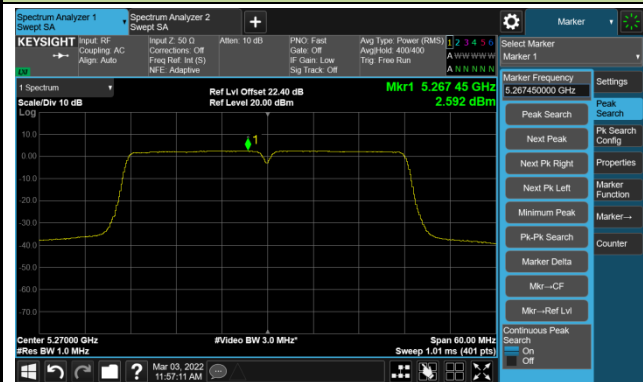 Spectrum Analyzer 1
Swept SA
Spectrum Analyzer 2
Swept SA
+
Marker
KEYSIGHT
Input: RF
Coupling: AC
Align: Auto
Input Z: 50 Ω
Corrections: Off
Freq Ref: Int (S)
NFE: Adaptive
Atten: 10 dB
PNO: Fast
Gate: Off
IF Gain: Low
Sig Track: Off
Avg Type: Power (RMS)
Avg|Hold: 400/400
Trig: Free Run
1 2 3 4 5 6
A W W W W W
A N N N N N
Select Marker
Marker 1
1 Spectrum
Scale/Div 10 dB
Log
Ref Lvl Offset 22.40 dB
Ref Level 20.00 dBm
Mkr1 5.267 45 GHz
2.592 dBm
1
10.0
0.00
-10.0
-20.0
-30.0
-40.0
-50.0
-60.0
-70.0
Center 5.27000 GHz
#Res BW 1.0 MHz
#Video BW 3.0 MHz*
Span 60.00 MHz
Sweep 1.01 ms (401 pts)
Marker Frequency
5.267450000 GHz
Peak Search
Next Peak
Next Pk Right
Next Pk Left
Minimum Peak
Pk-Pk Search
Marker Delta
Mkr→CF
Mkr→Ref Lvl
Continuous Peak
Search
On
Off
Settings
Peak
Search
Pk Search
Config
Properties
Marker
Function
Marker→
Counter
?
Mar 03, 2022
11:57:11 AM